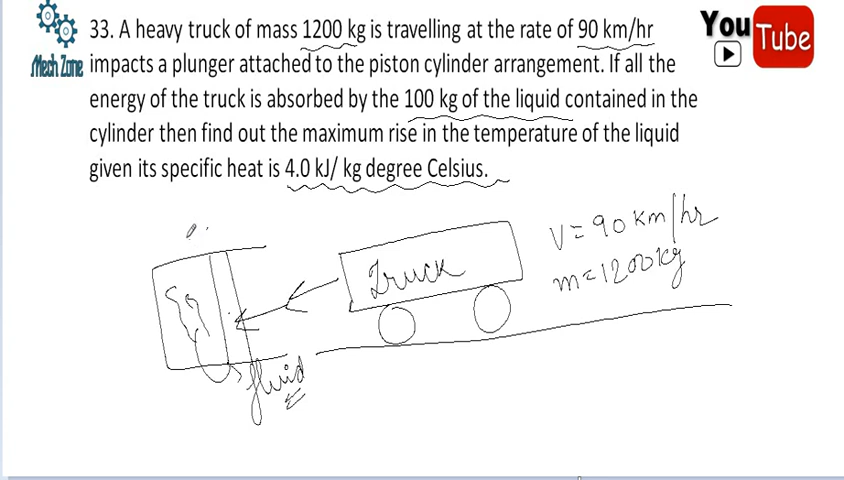 You Tube
Mech Zone
33. A heavy truck of mass 1200 kg is travelling at the rate of 90 km/hr
impacts a plunger attached to the piston cylinder arrangement. If all the
energy of the truck is absorbed by the 100 kg of the liquid contained in the
cylinder then find out the maximum rise in the temperature of the liquid
given its specific heat is 4.0 kJ/ kg degree Celsius.
Truck
V = 90 km/hr
m = 1200 kg
fluid